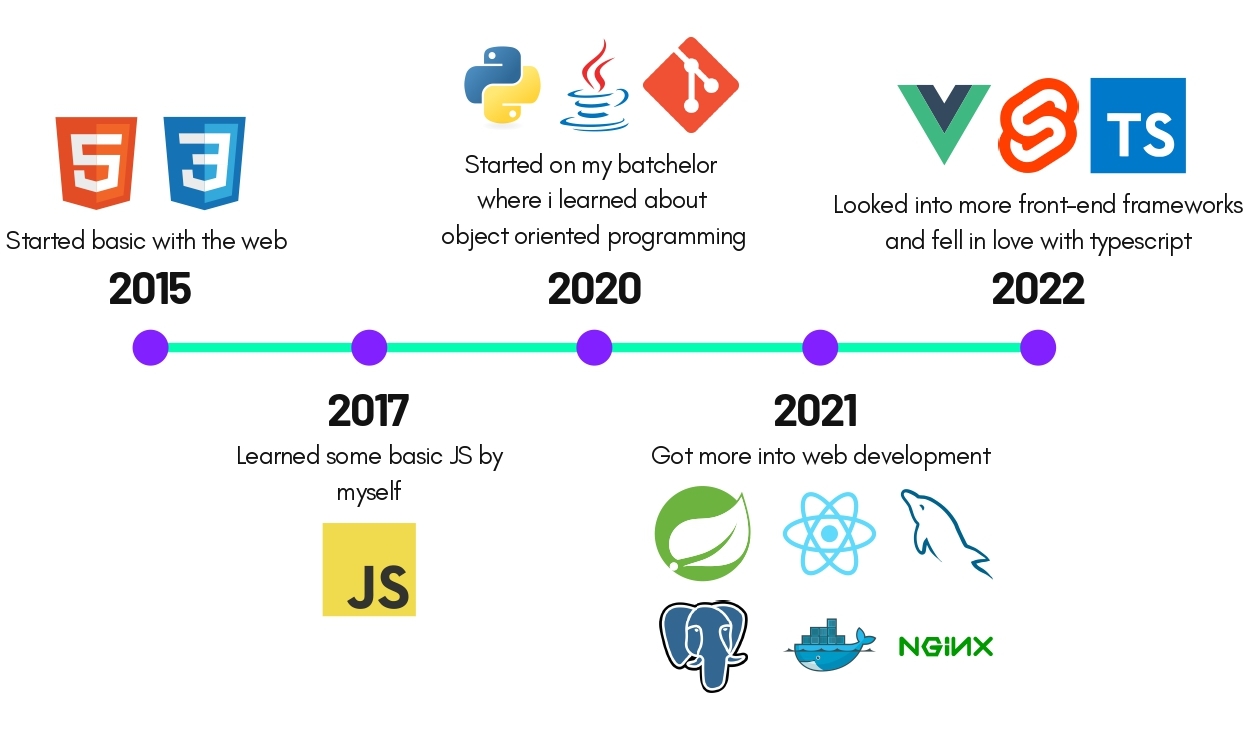 5
3
Started basic with the web
2015
2017
Learned some basic JS by
myself
JS
Started on my batchelor
where i learned about
object oriented programming
2020
2021
Got more into web development
NGiNX
TS
Looked into more front-end frameworks
and fell in love with typescript
2022